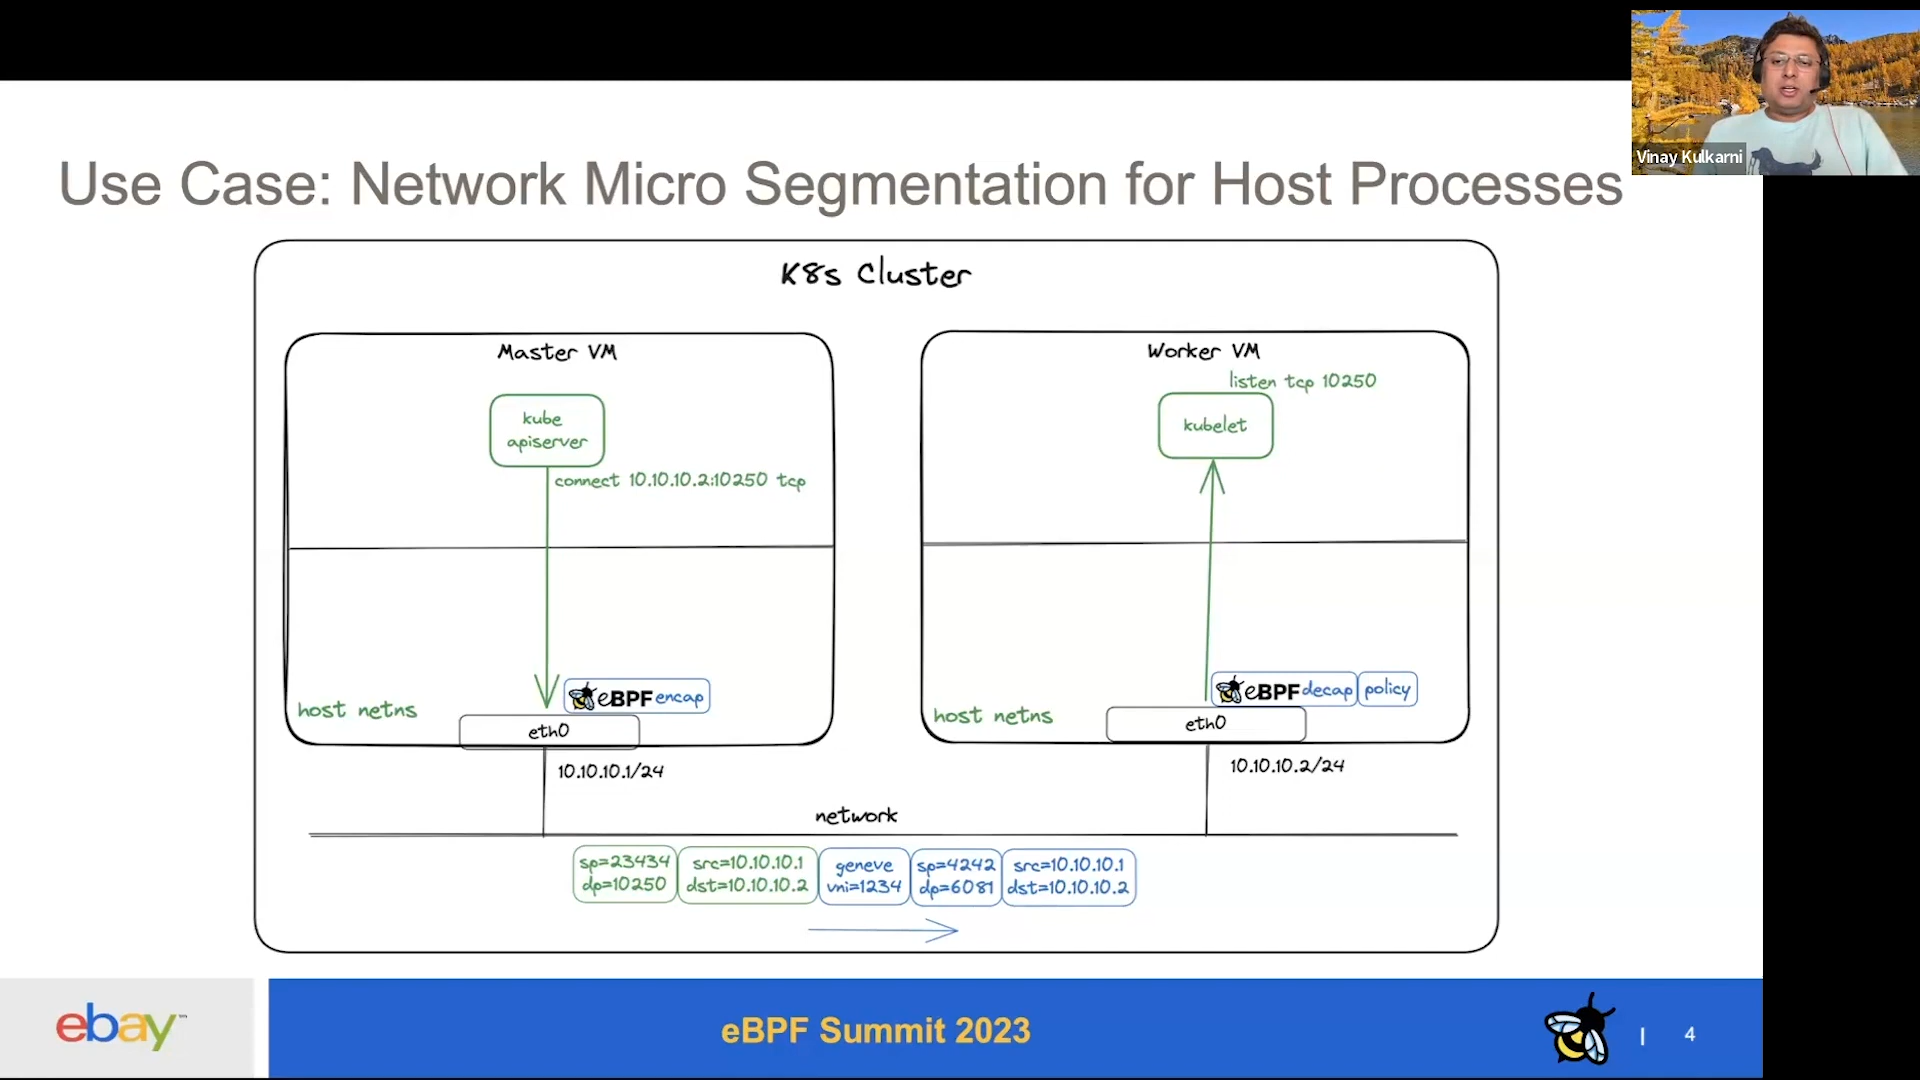 Vinay Kulkarni
Use Case: Network Micro Segmentation for Host Processes
K8s Cluster
Master VM
kube
apiserver
connect 10.10.10.2:10250 tcp
eBPF encap
host netns
eth0
10.10.10.1/24
Worker VM
listen tcp 10250
kubelet
eBPF decap policy
host netns
eth0
10.10.10.2/24
network
sp=23434
dp=10250
src=10.10.10.1
dst=10.10.10.2
geneve
vni=1234
sp=4242
dp=6081
src=10.10.10.1
dst=10.10.10.2
ebay™
eBPF Summit 2023
| 4